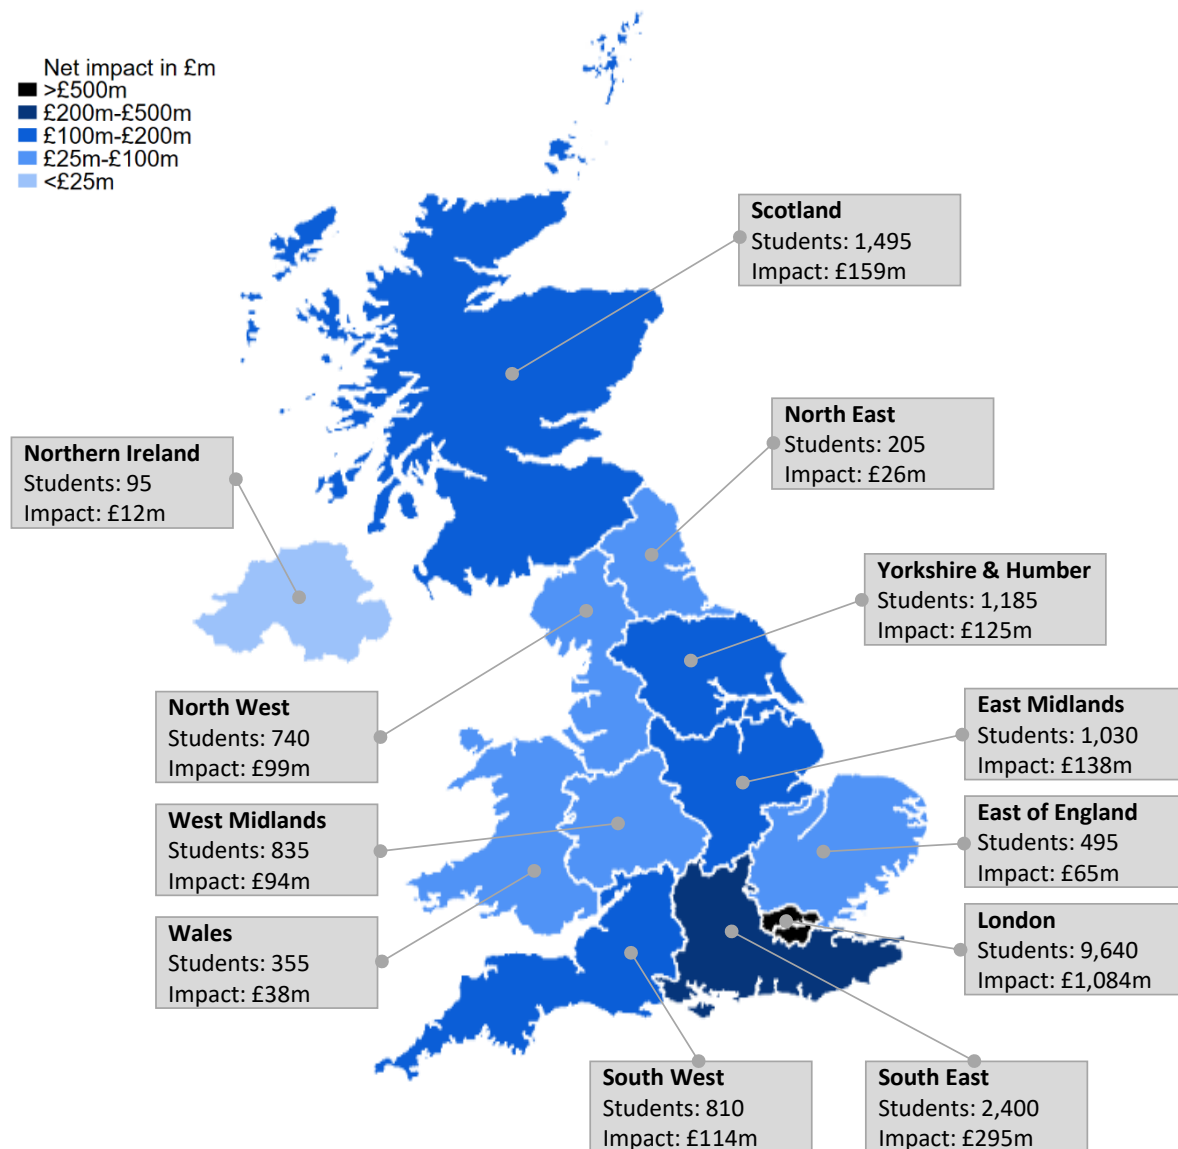 Net impact in £m
>£500m
£200m-£500m
£100m-£200m
£25m-£100m
<£25m
Scotland
Students: 1,495
Impact: £159m
North East
Students: 205
Impact: £26m
Northern Ireland
Students: 95
Impact: £12m
Yorkshire & Humber
Students: 1,185
Impact: £125m
North West
Students: 740
Impact: £99m
East Midlands
Students: 1,030
Impact: £138m
West Midlands
Students: 835
Impact: £94m
East of England
Students: 495
Impact: £65m
Wales
Students: 355
Impact: £38m
London
Students: 9,640
Impact: £1,084m
South West
Students: 810
Impact: £114m
South East
Students: 2,400
Impact: £295m